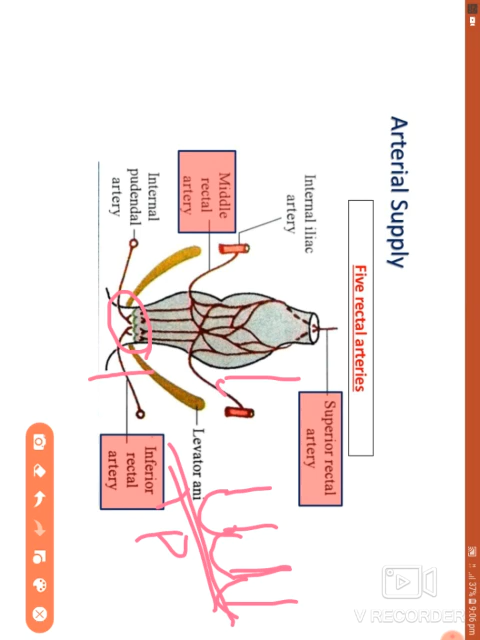 Arterial Supply
Five rectal arteries
Internal iliac
artery
Middle
rectal
artery
Internal
pudendal
artery
Superior rectal
artery
Levator ani
Inferior
rectal
artery
37% 9:06 pm
V RECORDER